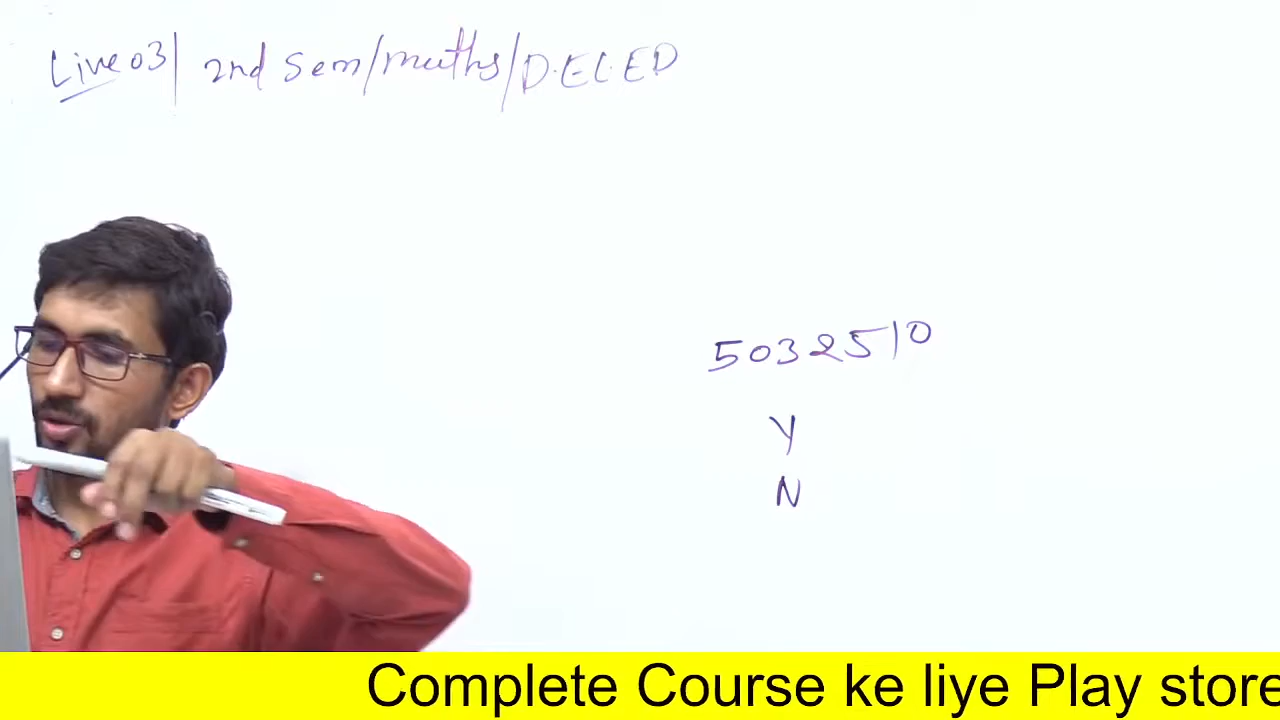 Live 03| 2nd Sem/maths/D.EL.ED
5032510
Y
N
Complete Course ke liye Play store